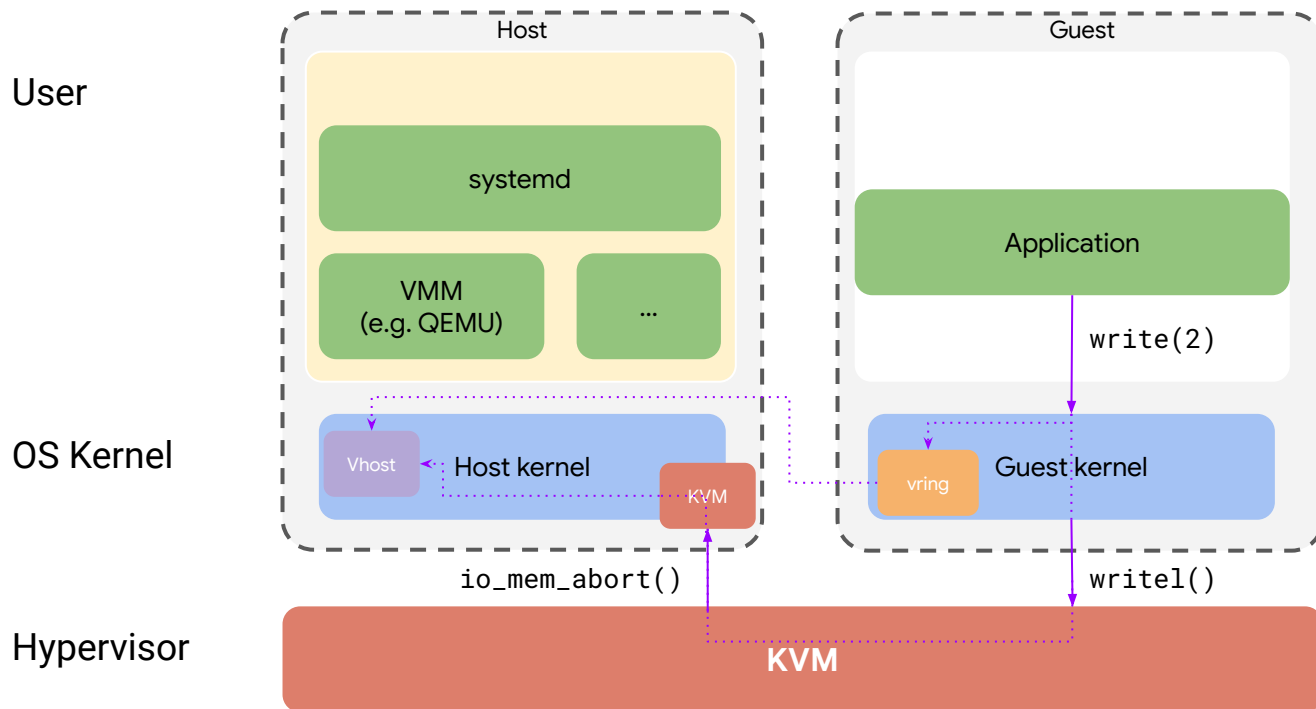 Host
Guest
User
systemd
Application
VMM
(e.g. QEMU)
...
write(2)
OS Kernel
Vhost
Host kernel
KVM
vring
Guest kernel
io_mem_abort()
writel()
Hypervisor
KVM